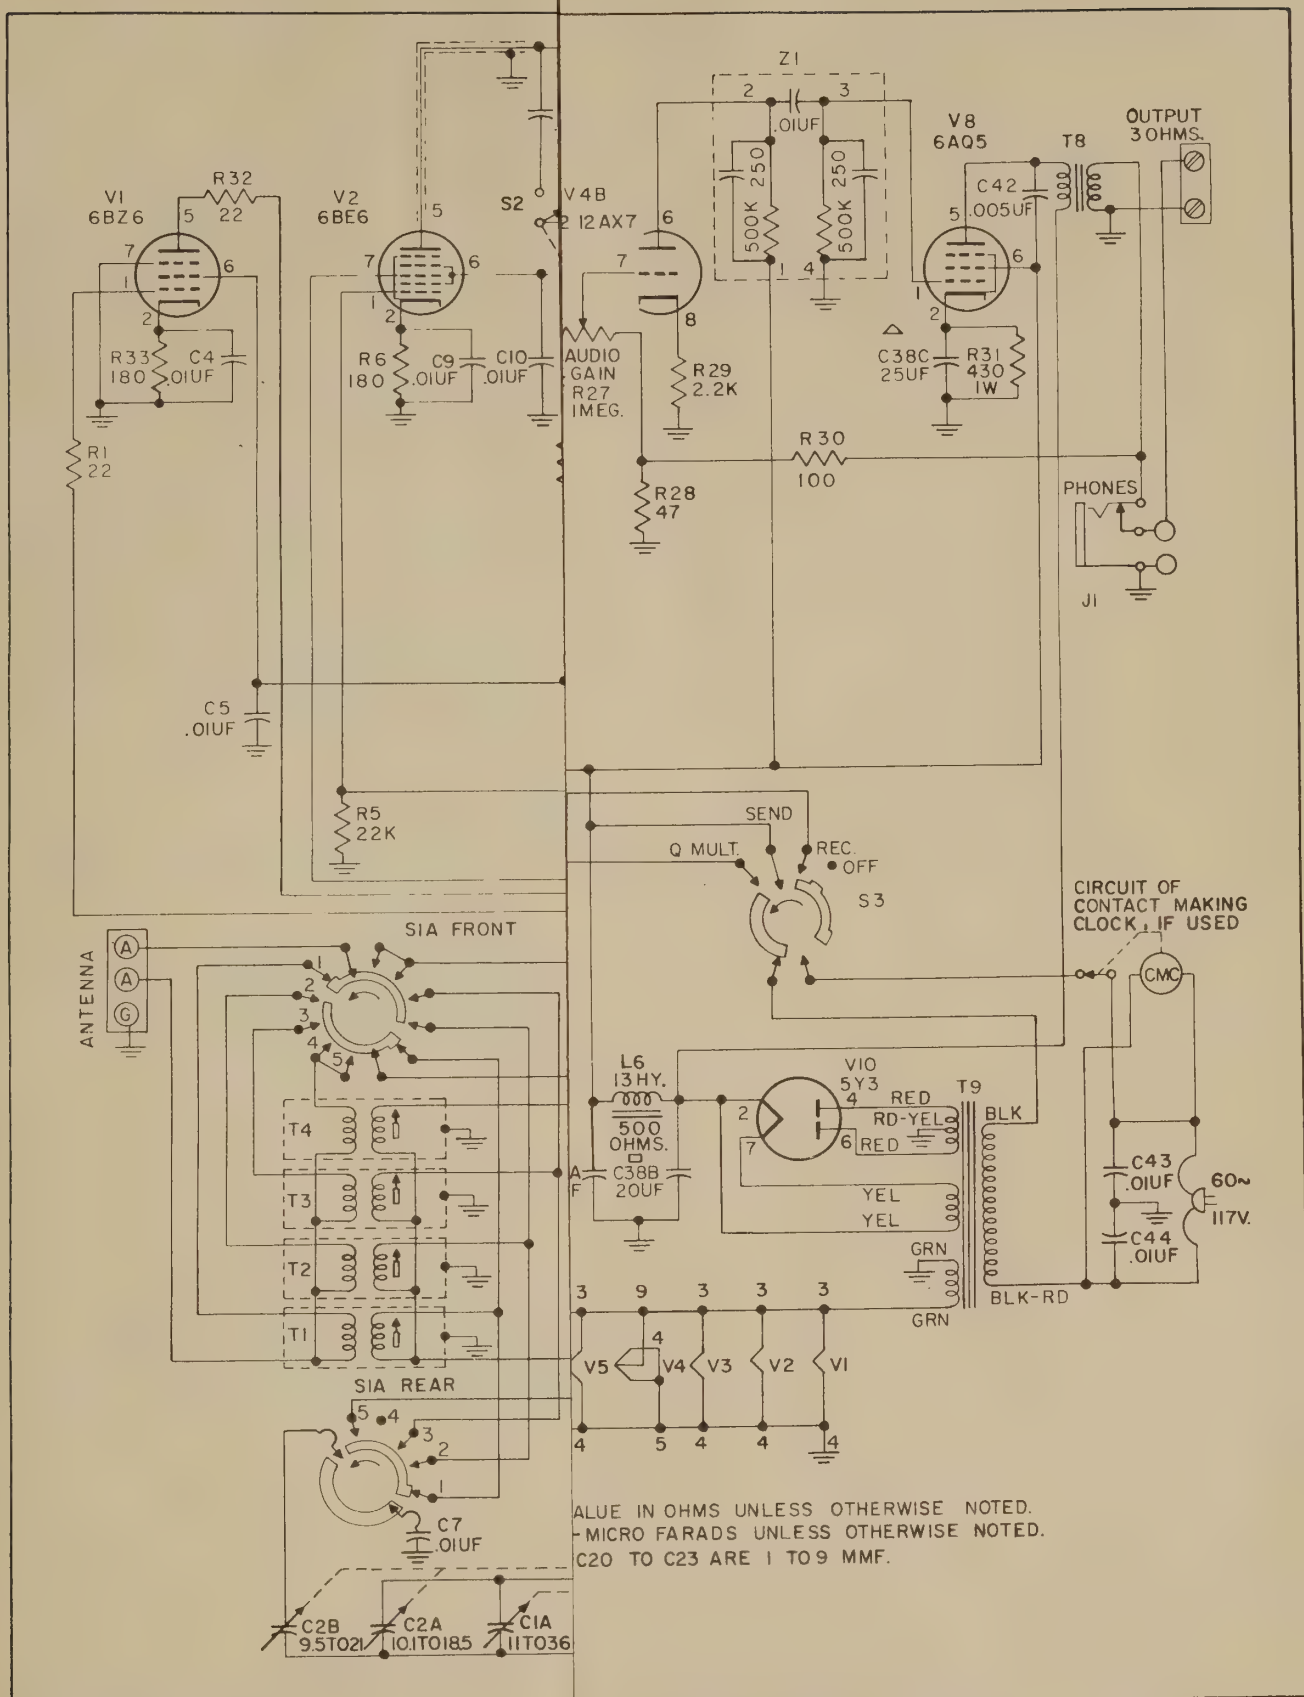 Z1
2
3
.01UF
250
500K
250
500K
1
4
V8
6AQ5
T8
OUTPUT
3 OHMS.
C42
.005UF
5
6
1
2
△
C38C
25UF
R31
430
1W
V1
6BZ6
R32
22
5
7
1
6
2
R33
180
C4
.01UF
R1
22
V2
6BE6
5
7
1
6
2
R6
180
C9
.01UF
C10
.01UF
S2
V4B
12AX7
6
7
8
AUDIO
GAIN
R27
1MEG.
R29
2.2K
R30
100
R28
47
PHONES
J1
C5
.01UF
R5
22K
SEND
Q MULT.
REC.
OFF
S3
CIRCUIT OF
CONTACT MAKING
CLOCK, IF USED
CMC
S1A FRONT
ANTENNA
A
A
G
1
2
3
4
5
T4
T3
T2
T1
L6
13HY.
500
OHMS.
C38B
20UF
A
F
V10
5Y3
2
4
6
7
RED
RD-YEL
RED
YEL
YEL
GRN
GRN
T9
BLK
BLK-RD
C43
.01UF
C44
.01UF
60~
117V.
3
9
3
3
3
V5
4
V4
V3
V2
V1
4
5
4
4
4
S1A REAR
5
4
3
2
1
C7
.01UF
ALUE IN OHMS UNLESS OTHERWISE NOTED.
-MICRO FARADS UNLESS OTHERWISE NOTED.
C20 TO C23 ARE 1 TO 9 MMF.
C2B
9.5TO21
C2A
10.1TO18.5
C1A
11TO36